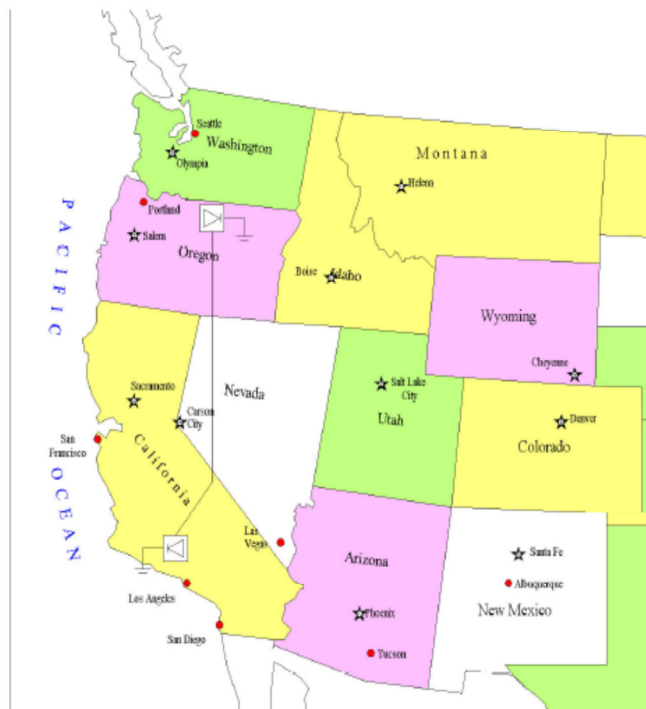 Seattle
Washington
Olympia
Montana
Helena
PACIFIC
Portland
Salem
Oregon
Boise
Idaho
Wyoming
Cheyenne
Sacramento
Nevada
Salt Lake
City
Carson
City
Utah
Denver
Colorado
San
Francisco
California
OCEAN
Las
Vegas
Arizona
Santa Fe
Los Angeles
Albuquerque
New Mexico
Phoenix
San Diego
Tucson